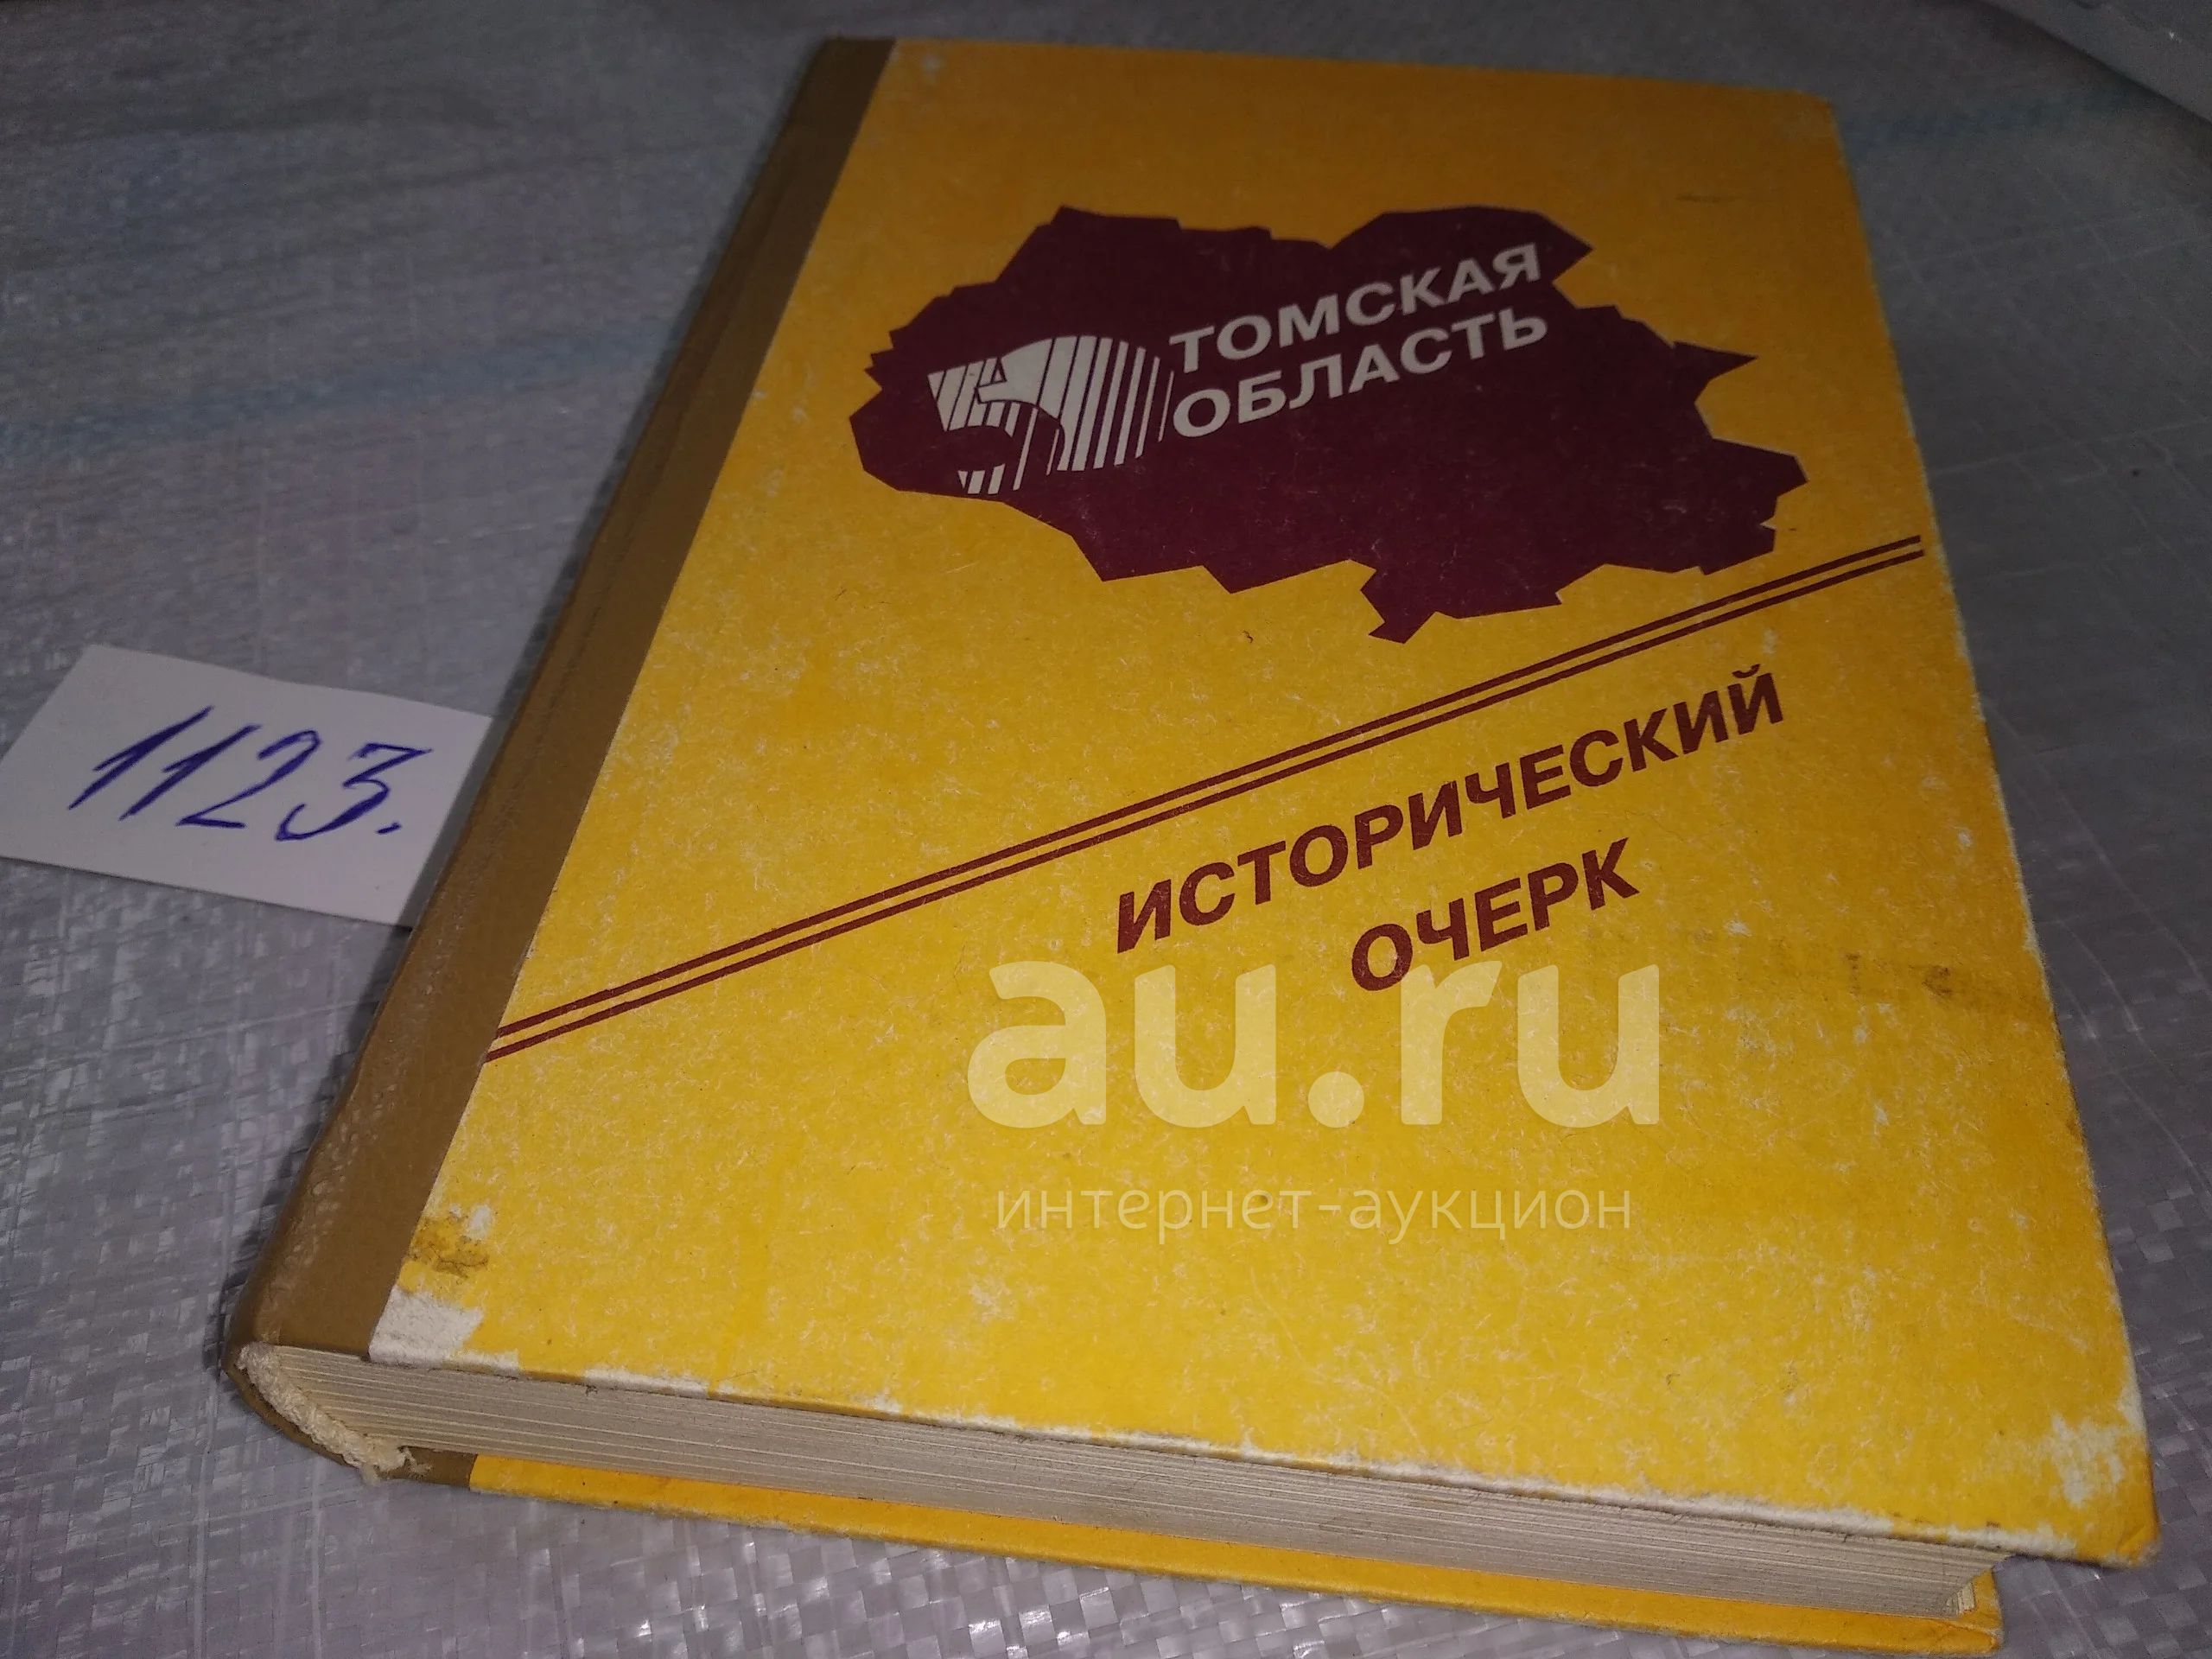 ТОМСКАЯ
ОБЛАСТЬ
ИСТОРИЧЕСКИЙ
ОЧЕРК
1123.
au.ru
интернет-аукцион